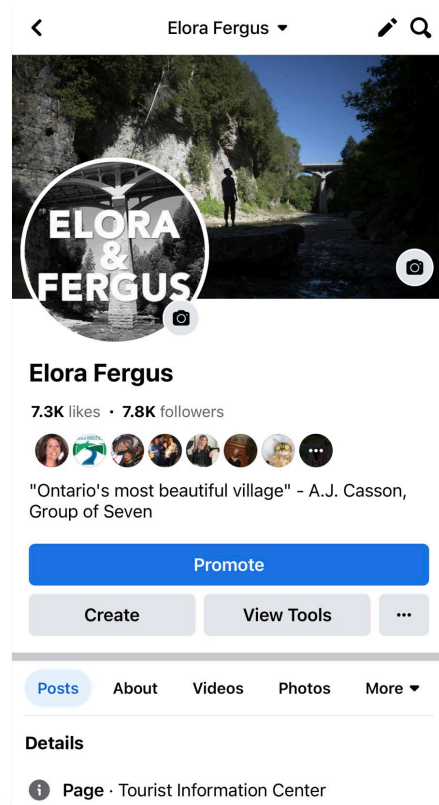 Elora Fergus
ELORA
&
FERGUS
Elora Fergus
7.3K likes · 7.8K followers
"Ontario's most beautiful village" - A.J. Casson,
Group of Seven
Promote
Create View Tools
Posts About Videos Photos More
Details
Page · Tourist Information Center